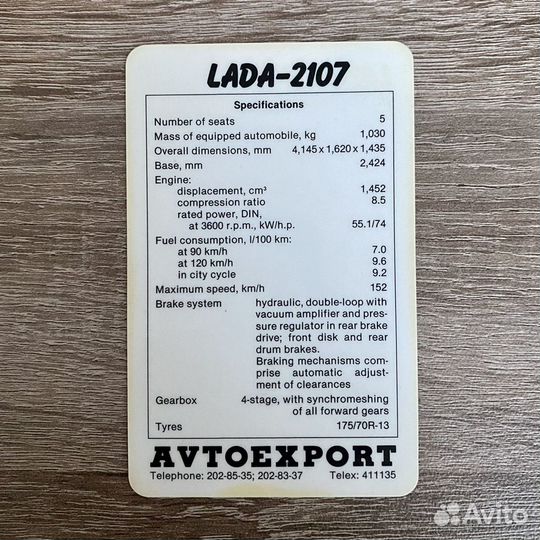 LADA-2107
Specifications
Number of seats 5
Mass of equipped automobile, kg 1,030
Overall dimensions, mm 4,145 x 1,620 x 1,435
Base, mm 2,424
Engine:
displacement, cm³ 1,452
compression ratio 8.5
rated power, DIN,
at 3600 r.p.m., kW/h.p. 55.1/74
Fuel consumption, l/100 km:
at 90 km/h 7.0
at 120 km/h 9.6
in city cycle 9.2
Maximum speed, km/h 152
Brake system hydraulic, double-loop with
vacuum amplifier and pres-
sure regulator in rear brake
drive; front disk and rear
drum brakes.
Braking mechanisms com-
prise automatic adjust-
ment of clearances
Gearbox 4-stage, with synchromeshing
of all forward gears
Tyres 175/70R-13
AVTOEXPORT
Telephone: 202-85-35; 202-83-37 Telex: 411135
Avito